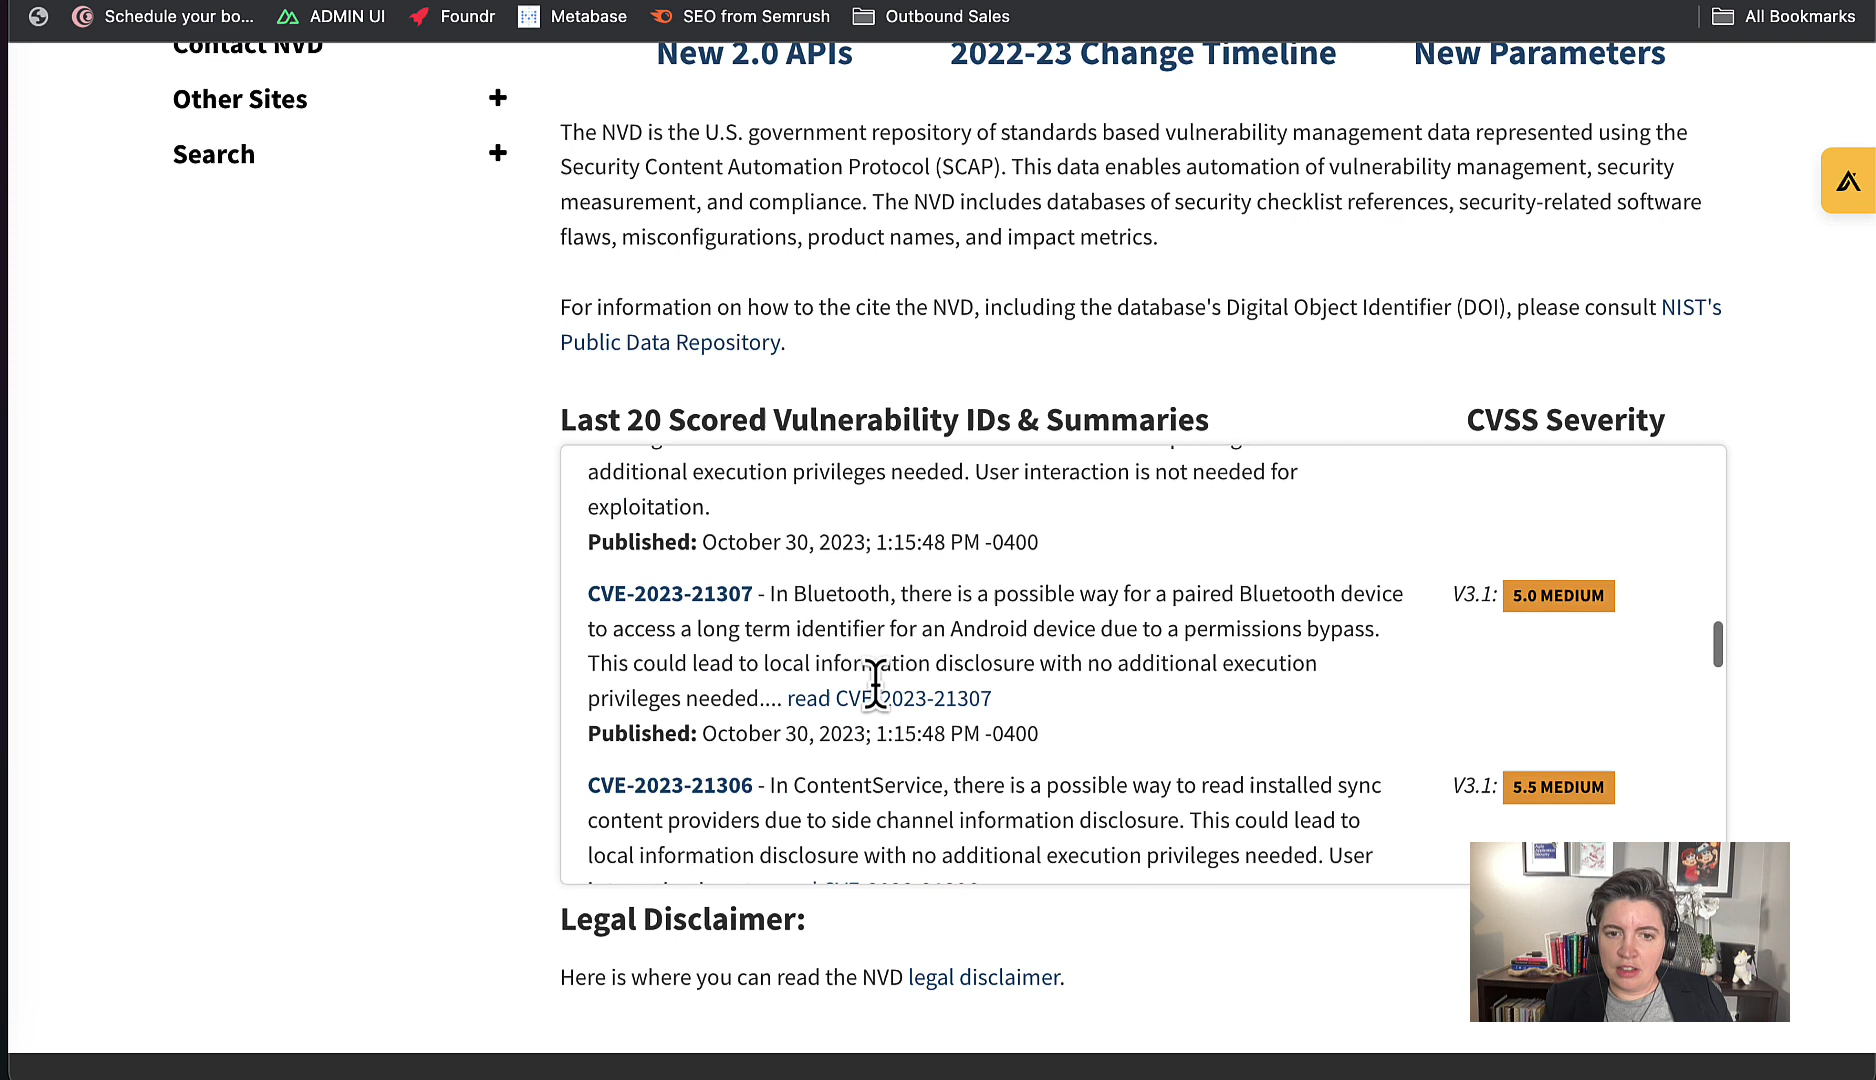 Schedule your bo...
ADMIN UI
Foundr
Metabase
SEO from Semrush
Outbound Sales
All Bookmarks
Contact NVD
Other Sites
Search
New 2.0 APIs
2022-23 Change Timeline
New Parameters
The NVD is the U.S. government repository of standards based vulnerability management data represented using the
Security Content Automation Protocol (SCAP). This data enables automation of vulnerability management, security
measurement, and compliance. The NVD includes databases of security checklist references, security-related software
flaws, misconfigurations, product names, and impact metrics.
For information on how to the cite the NVD, including the database's Digital Object Identifier (DOI), please consult NIST's
Public Data Repository.
Last 20 Scored Vulnerability IDs & Summaries
CVSS Severity
additional execution privileges needed. User interaction is not needed for
exploitation.
Published: October 30, 2023; 1:15:48 PM -0400
CVE-2023-21307 - In Bluetooth, there is a possible way for a paired Bluetooth device
to access a long term identifier for an Android device due to a permissions bypass.
This could lead to local information disclosure with no additional execution
privileges needed.... read CVE-2023-21307
Published: October 30, 2023; 1:15:48 PM -0400
V3.1: 5.0 MEDIUM
CVE-2023-21306 - In ContentService, there is a possible way to read installed sync
content providers due to side channel information disclosure. This could lead to
local information disclosure with no additional execution privileges needed. User
V3.1: 5.5 MEDIUM
Legal Disclaimer:
Here is where you can read the NVD legal disclaimer.